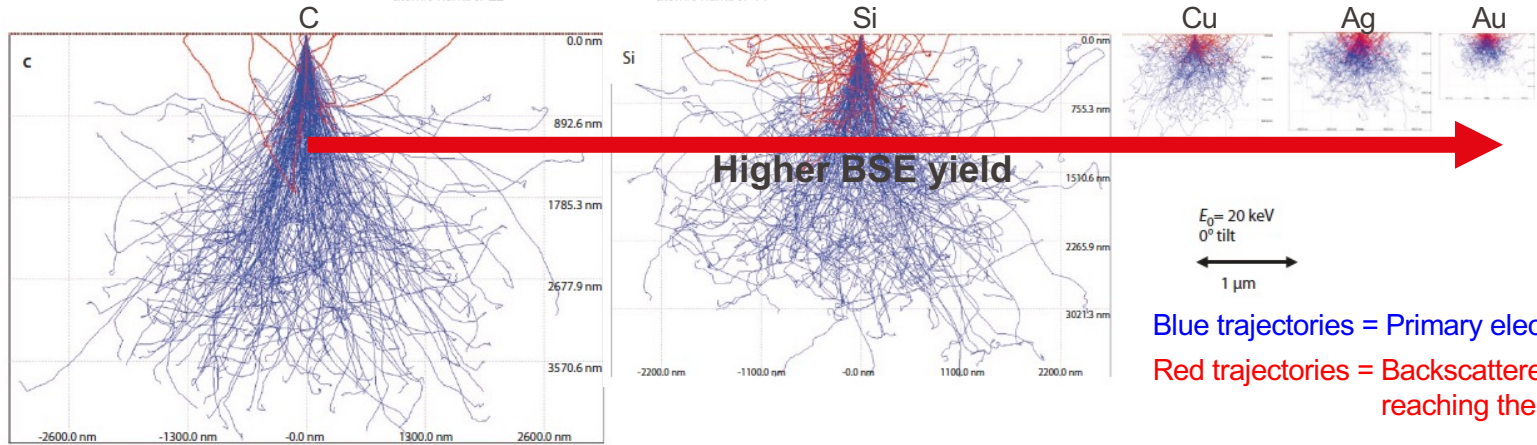 C
Si
Cu
Ag
Au
c
0.0 nm
892.6 nm
1785.3 nm
2677.9 nm
3570.6 nm
-2600.0 nm
-1300.0 nm
-0.0 nm
1300.0 nm
2600.0 nm
Si
0.0 nm
755.3 nm
1510.6 nm
2265.9 nm
3021.3 nm
-2200.0 nm
-1100.0 nm
-0.0 nm
1100.0 nm
2200.0 nm
Higher BSE yield
E₀= 20 keV
0° tilt
1 µm
Blue trajectories = Primary elec
Red trajectories = Backscattere
reaching the